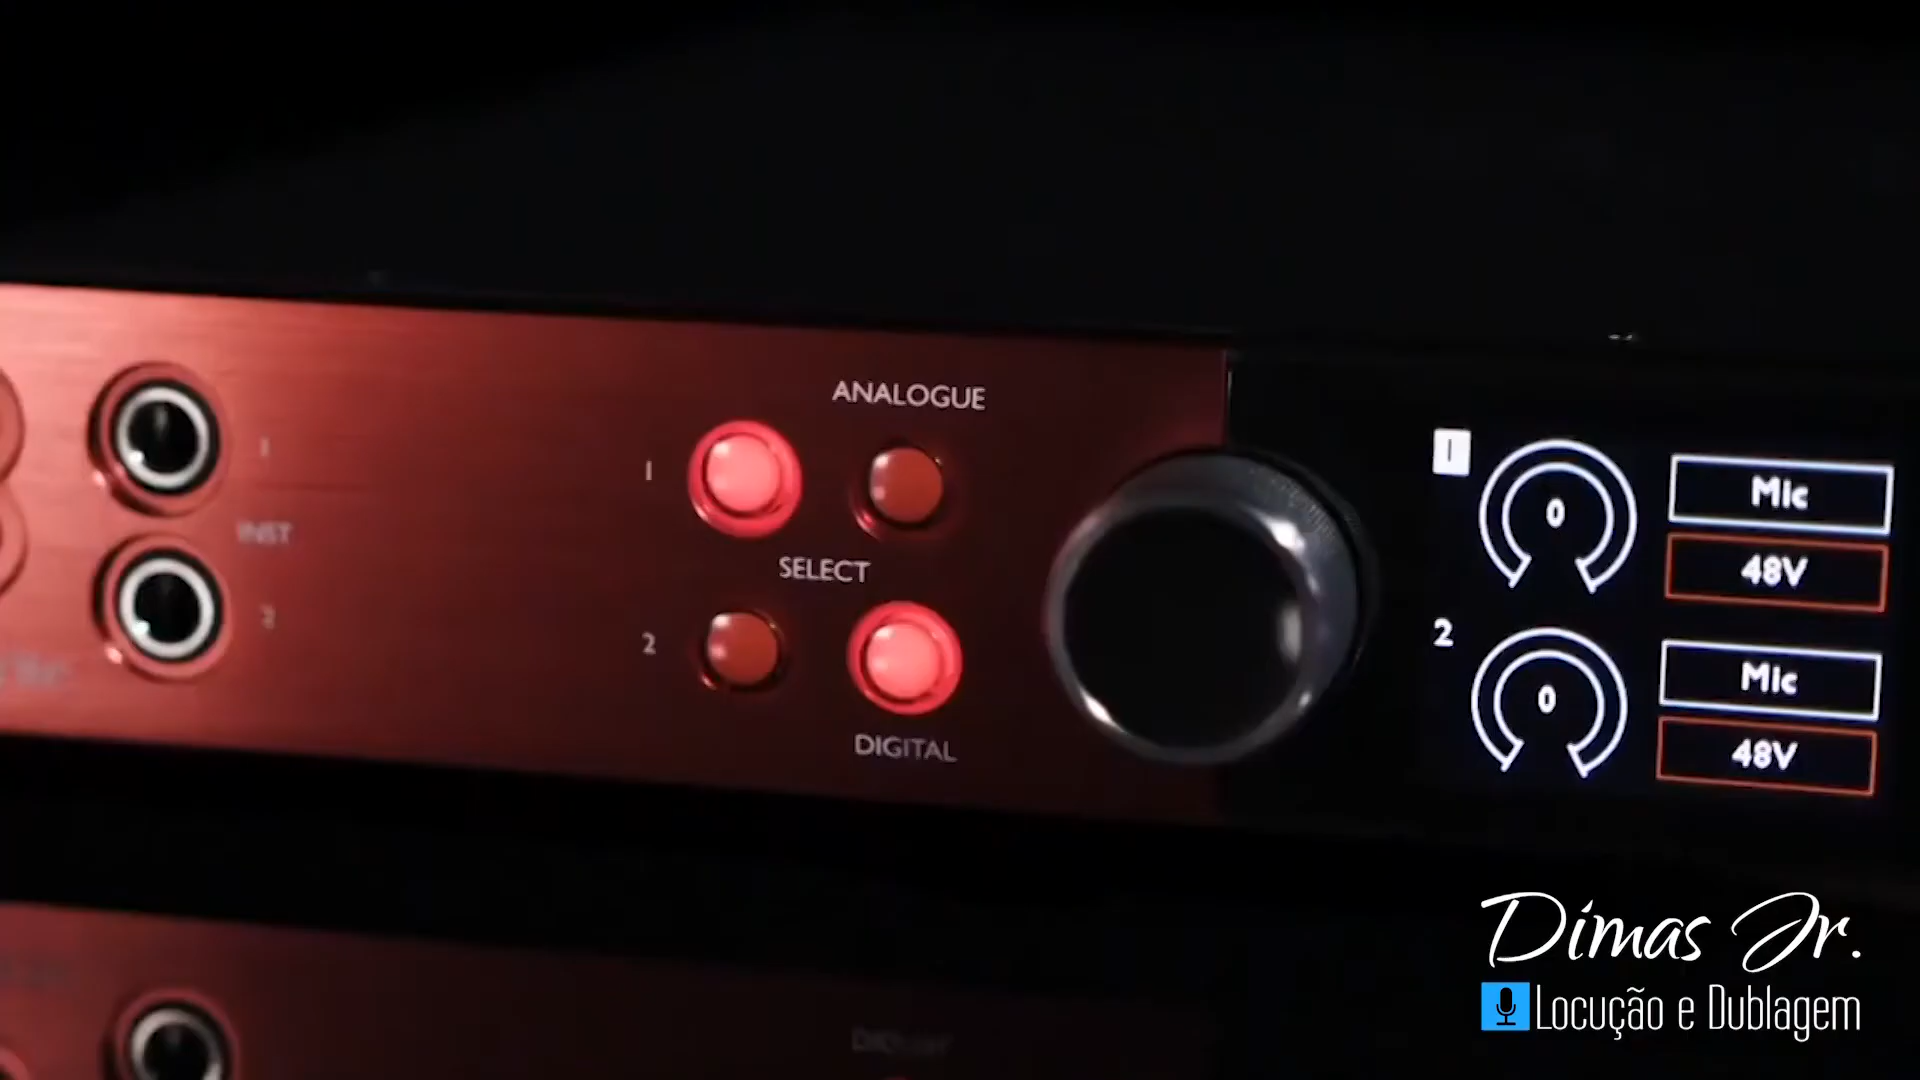 ANALOGUE
1
1
INST
2
1
SELECT
2
DIGITAL
1
0
Mic
48V
2
0
Mic
48V
Dimas Jr.
Locução e Dublagem